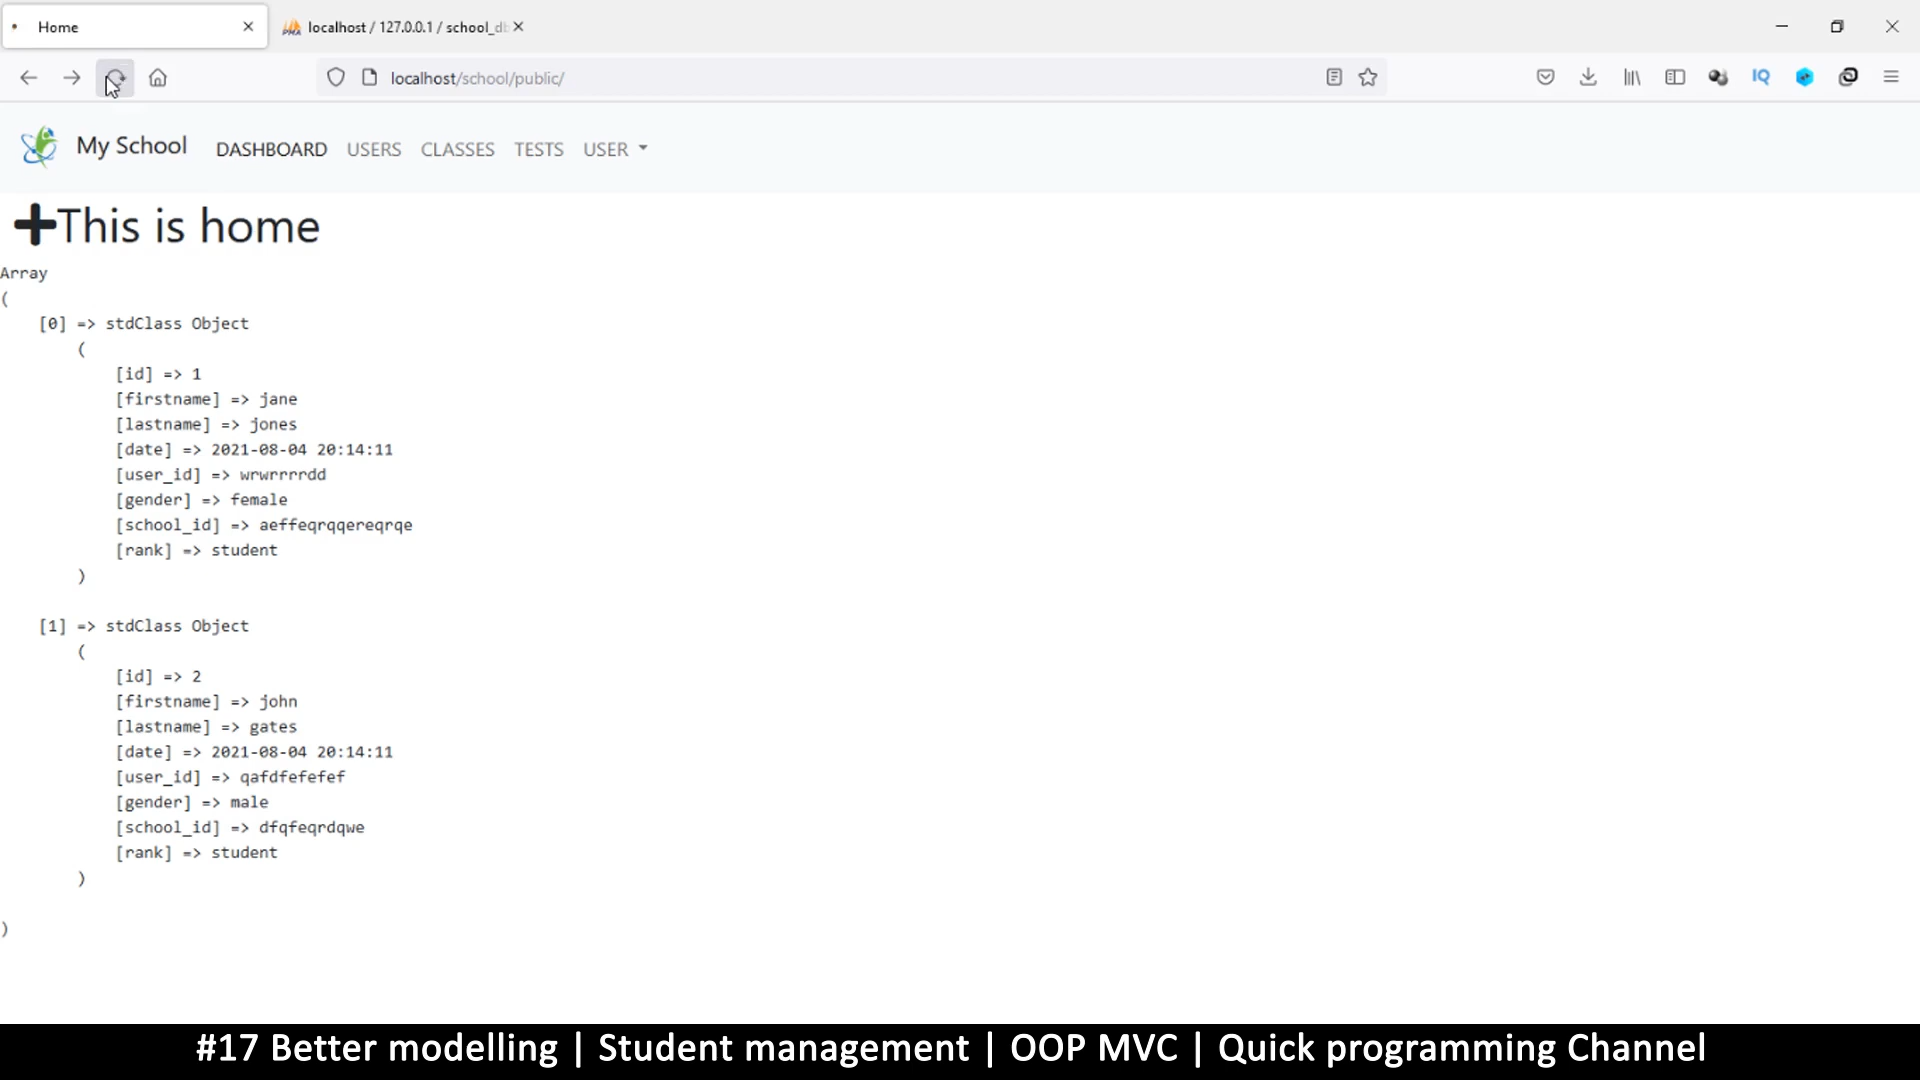 Home
localhost / 127.0.0.1 / school_d
localhost/school/public/
IQ
My School DASHBOARD USERS CLASSES TESTS USER
This is home
Array
(
[0] => stdClass Object
(
[id] => 1
[firstname] => jane
[lastname] => jones
[date] => 2021-08-04 20:14:11
[user_id] => wrwrrrrdd
[gender] => female
[school_id] => aeffeqrqqereqrqe
[rank] => student
)
[1] => stdClass Object
(
[id] => 2
[firstname] => john
[lastname] => gates
[date] => 2021-08-04 20:14:11
[user_id] => qafdfefefef
[gender] => male
[school_id] => dfqfeqrdqwe
[rank] => student
)
)
#17 Better modelling | Student management | OOP MVC | Quick programming Channel